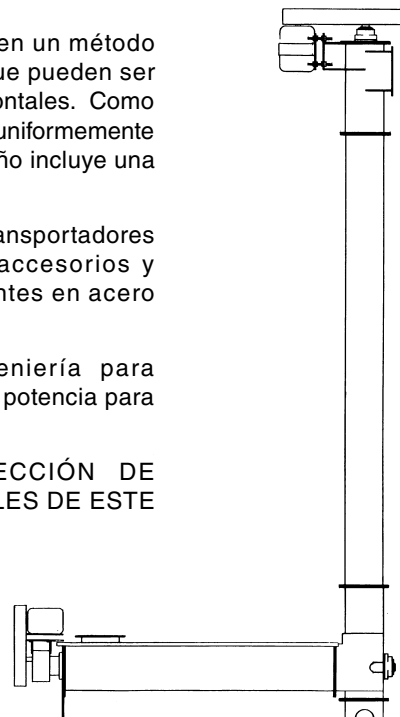 en un método
ue pueden ser
ontales. Como
uniformemente
ño incluye una
ansportadores
accesorios y
ntes en acero
eniería para
potencia para
ECCIÓN DE
LES DE ESTE